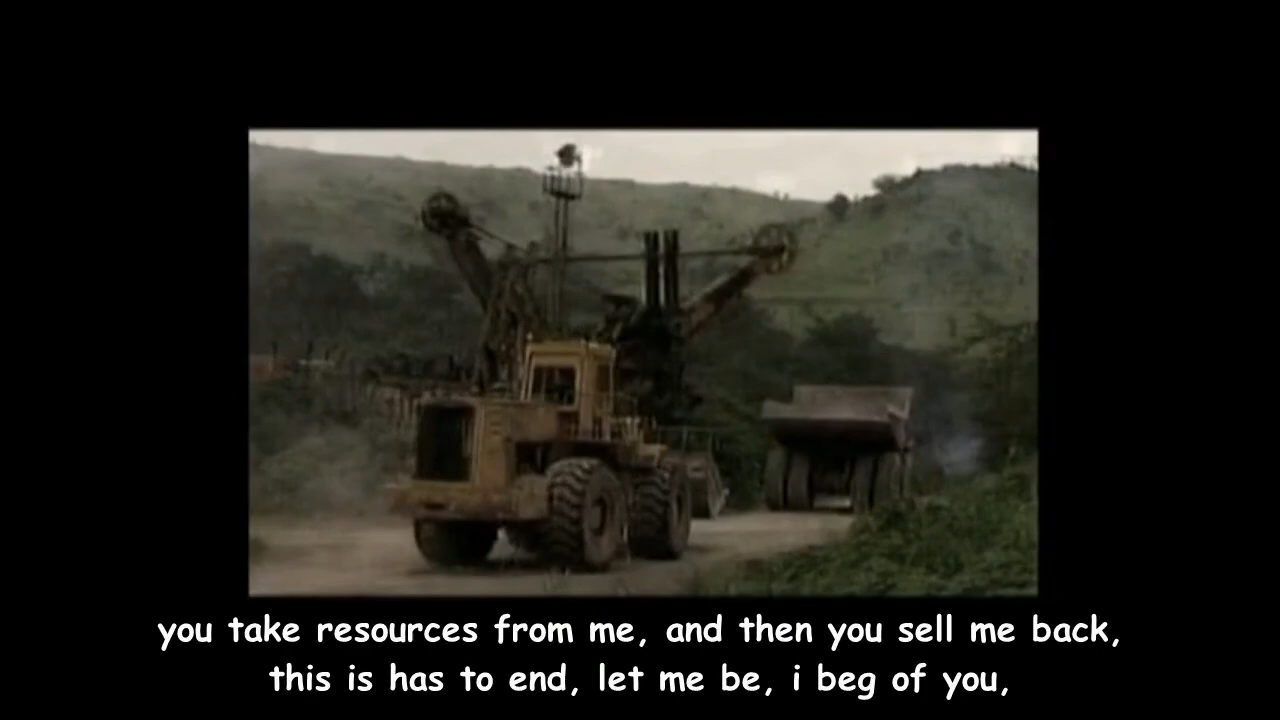 you take resources from me, and then you sell me back,
this is has to end, let me be, i beg of you,